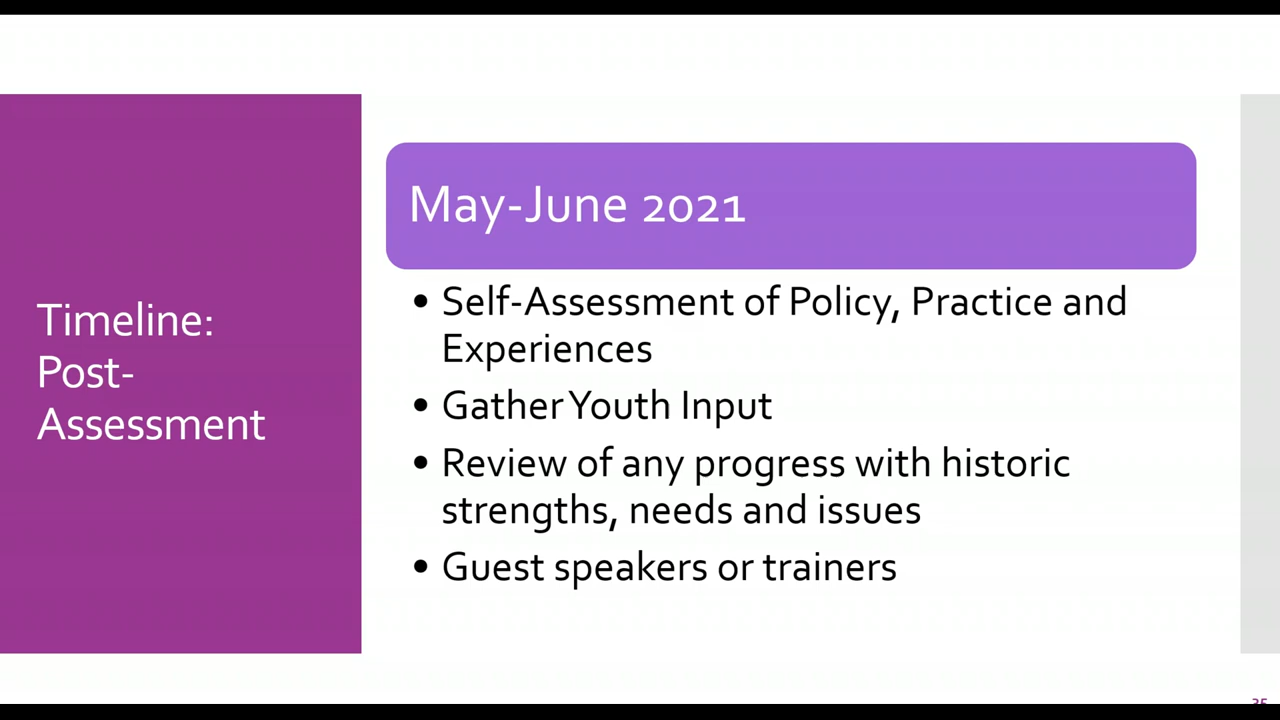 Timeline:
Post-
Assessment
May-June 2021
• Self-Assessment of Policy, Practice and
Experiences
• Gather Youth Input
• Review of any progress with historic
strengths, needs and issues
• Guest speakers or trainers
35